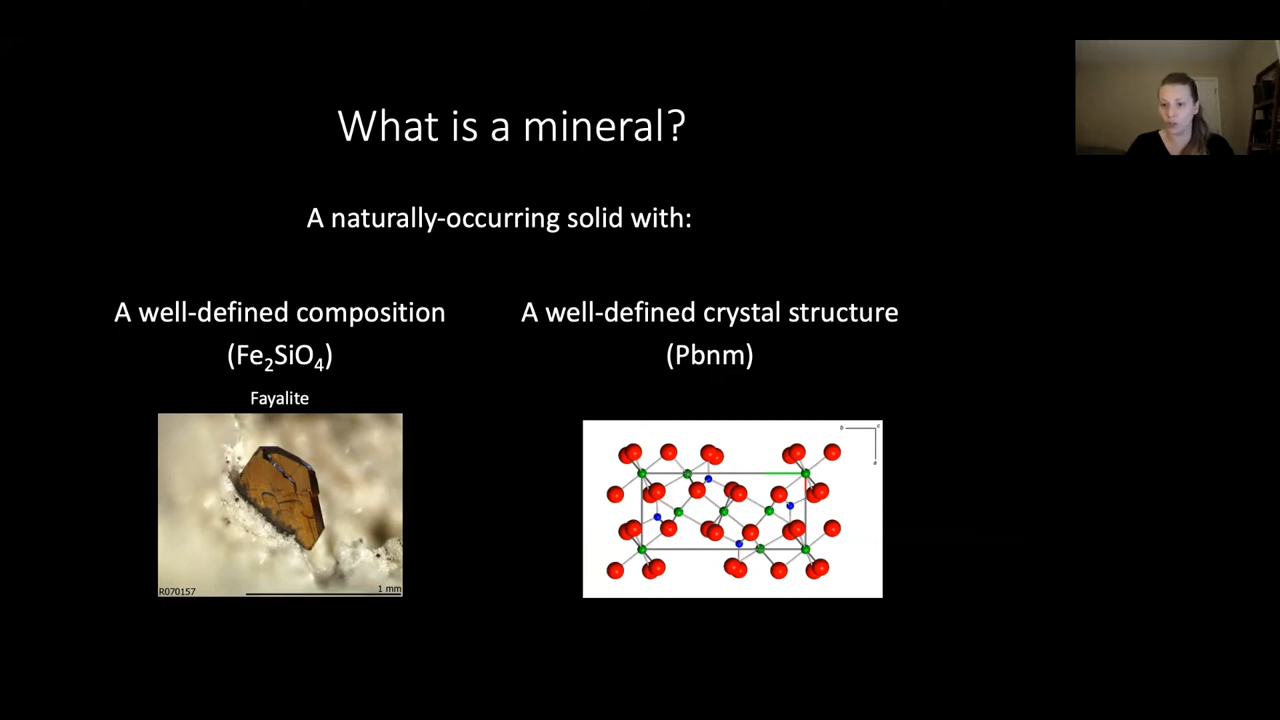 What is a mineral?
A naturally-occurring solid with:
A well-defined composition
(Fe₂SiO₄)
Fayalite
A well-defined crystal structure
(Pbnm)
R070157
1 mm
b
c
a